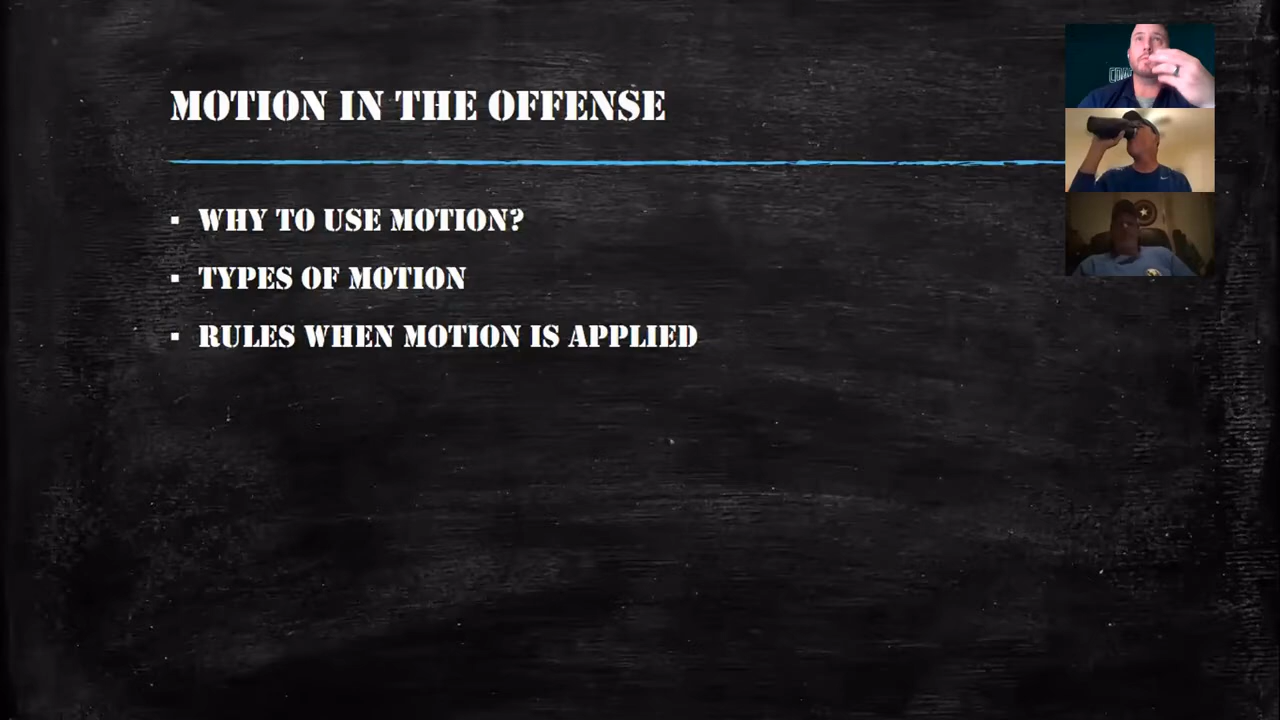 MOTION IN THE OFFENSE
▪ WHY TO USE MOTION?
▪ TYPES OF MOTION
▪ RULES WHEN MOTION IS APPLIED